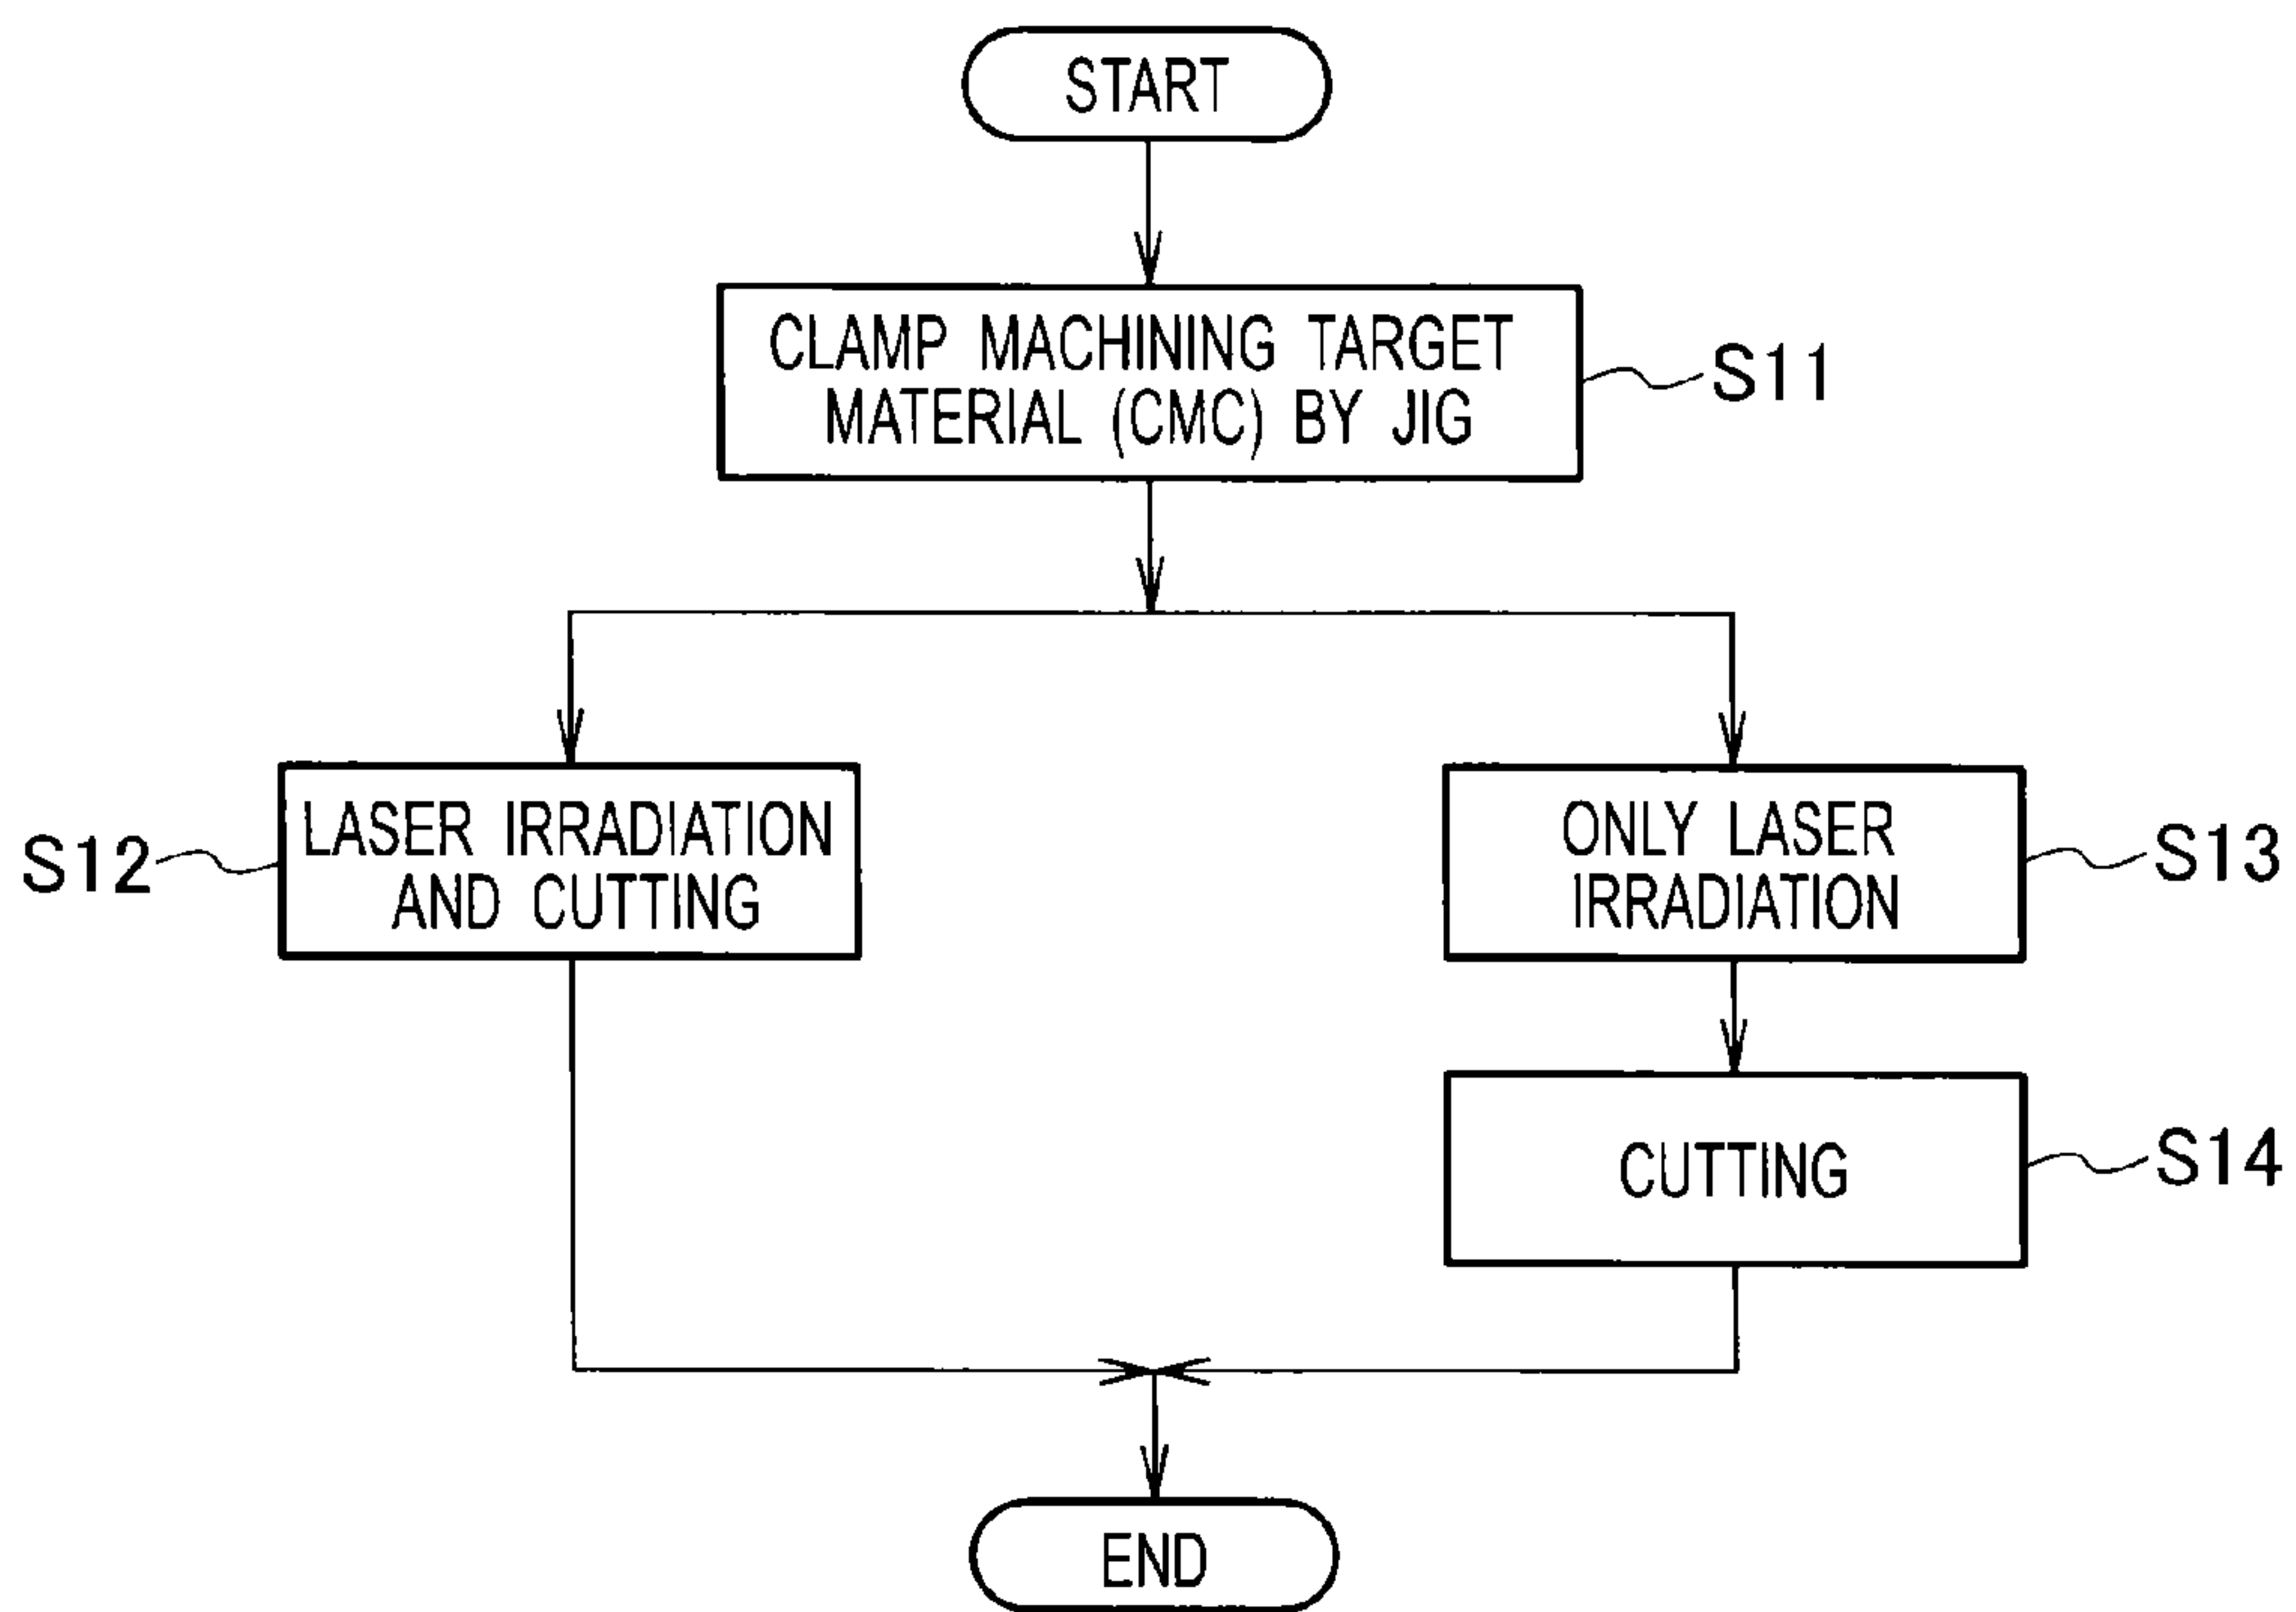 START
CLAMP MACHINING TARGET
MATERIAL (CMC) BY JIG
S11
LASER IRRADIATION
AND CUTTING
S12
ONLY LASER
IRRADIATION
S13
CUTTING
S14
END